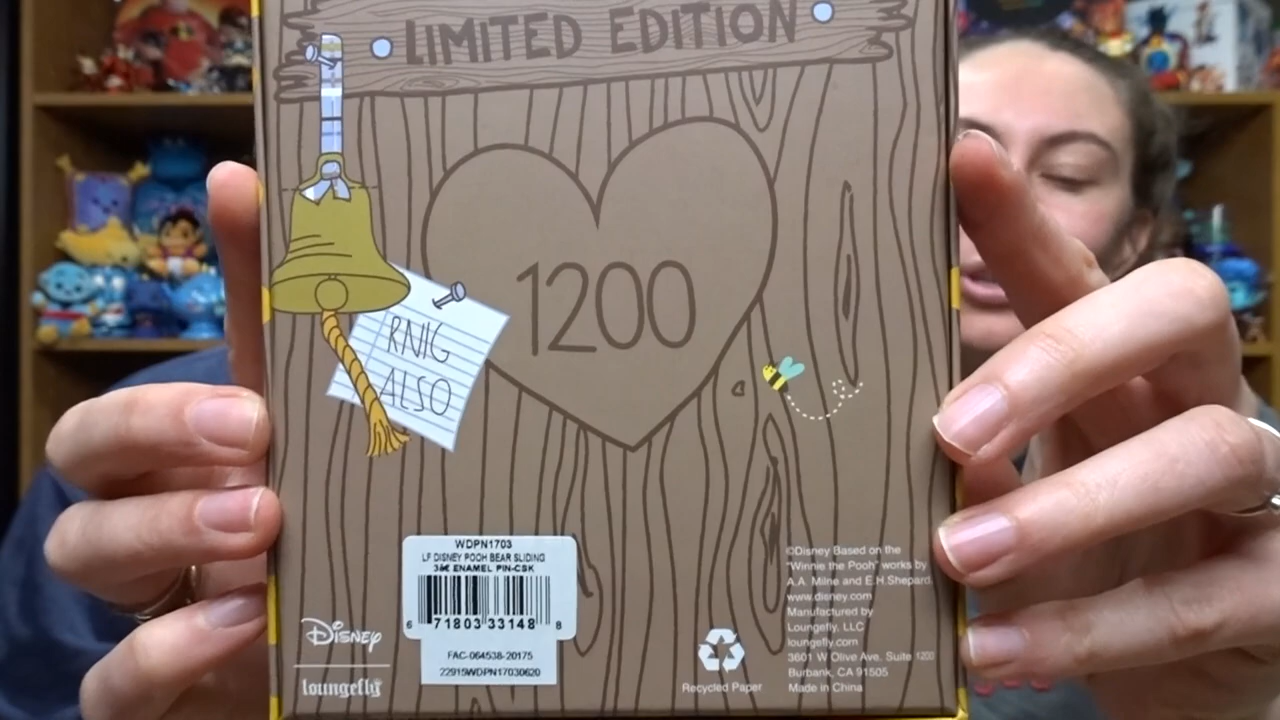 LIMITED EDITION
1200
RNIG
ALSO
WDPN1703
LF DISNEY POOH BEAR SLIDING
3â€ ENAMEL PIN-CSK
6 71803 33148 8
FAC-064538-20175
22915WDPN17030620
Disney
loungefly
Recycled Paper
©Disney Based on the
"Winnie the Pooh" works by
A.A. Milne and E.H Shepard.
www.disney.com
Manufactured by
Loungefly, LLC
loungefly.com
3601 W Olive Ave. Suite 1200
Burbank, CA 91505
Made in China